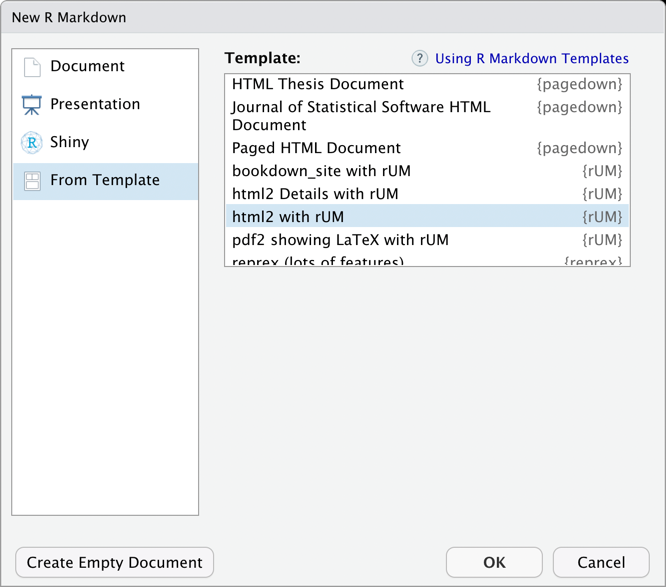 New R Markdown
Document
Presentation
R Shiny
From Template
Template:
? Using R Markdown Templates
HTML Thesis Document {pagedown}
Journal of Statistical Software HTML {pagedown}
Document
Paged HTML Document {pagedown}
bookdown_site with rUM {rUM}
html2 Details with rUM {rUM}
html2 with rUM {rUM}
pdf2 showing LaTeX with rUM {rUM}
reprex (lots of features) {reprex}
Create Empty Document
OK
Cancel